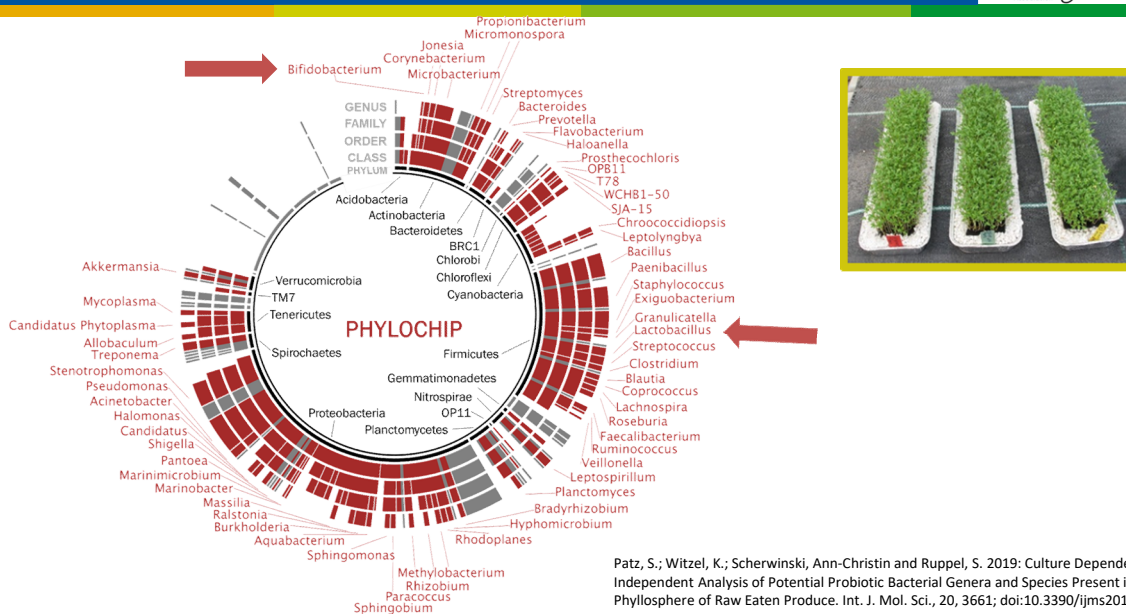 Propionibacterium
Micromonospora
Jonesia
Corynebacterium
Bifidobacterium
Microbacterium
Streptomyces
Bacteroides
Prevotella
Flavobacterium
Haloanella
Prosthecochloris
OPB11
T78
WCHB1-50
SJA-15
Chroococcidiopsis
Leptolyngbya
Bacillus
Paenibacillus
Staphylococcus
Exiguobacterium
Granulicatella
Lactobacillus
Streptococcus
Clostridium
Blautia
Coprococcus
Lachnospira
Roseburia
Faecalibacterium
Ruminococcus
Veillonella
Leptospirillum
Planctomyces
Bradyrhizobium
Hyphomicrobium
Rhodoplanes
Methylobacterium
Rhizobium
Paracoccus
Sphingobium
Sphingomonas
Aquabacterium
Burkholderia
Ralstonia
Massilia
Marinobacter
Marinimicrobium
Pantoea
Shigella
Candidatus
Halomonas
Acinetobacter
Pseudomonas
Stenotrophomonas
Treponema
Allobaculum
Candidatus Phytoplasma
Mycoplasma
Akkermansia
GENUS
FAMILY
ORDER
CLASS
PHYLUM
Acidobacteria
Actinobacteria
Bacteroidetes
BRC1
Chlorobi
Chloroflexi
Cyanobacteria
Firmicutes
Gemmatimonadetes
Nitrospirae
OP11
Planctomycetes
Proteobacteria
Spirochaetes
Tenericutes
TM7
Verrucomicrobia
PHYLOCHIP
Patz, S.; Witzel, K.; Scherwinski, Ann-Christin and Ruppel, S. 2019: Culture Depende
Independent Analysis of Potential Probiotic Bacterial Genera and Species Present i
Phyllosphere of Raw Eaten Produce. Int. J. Mol. Sci., 20, 3661; doi:10.3390/ijms201